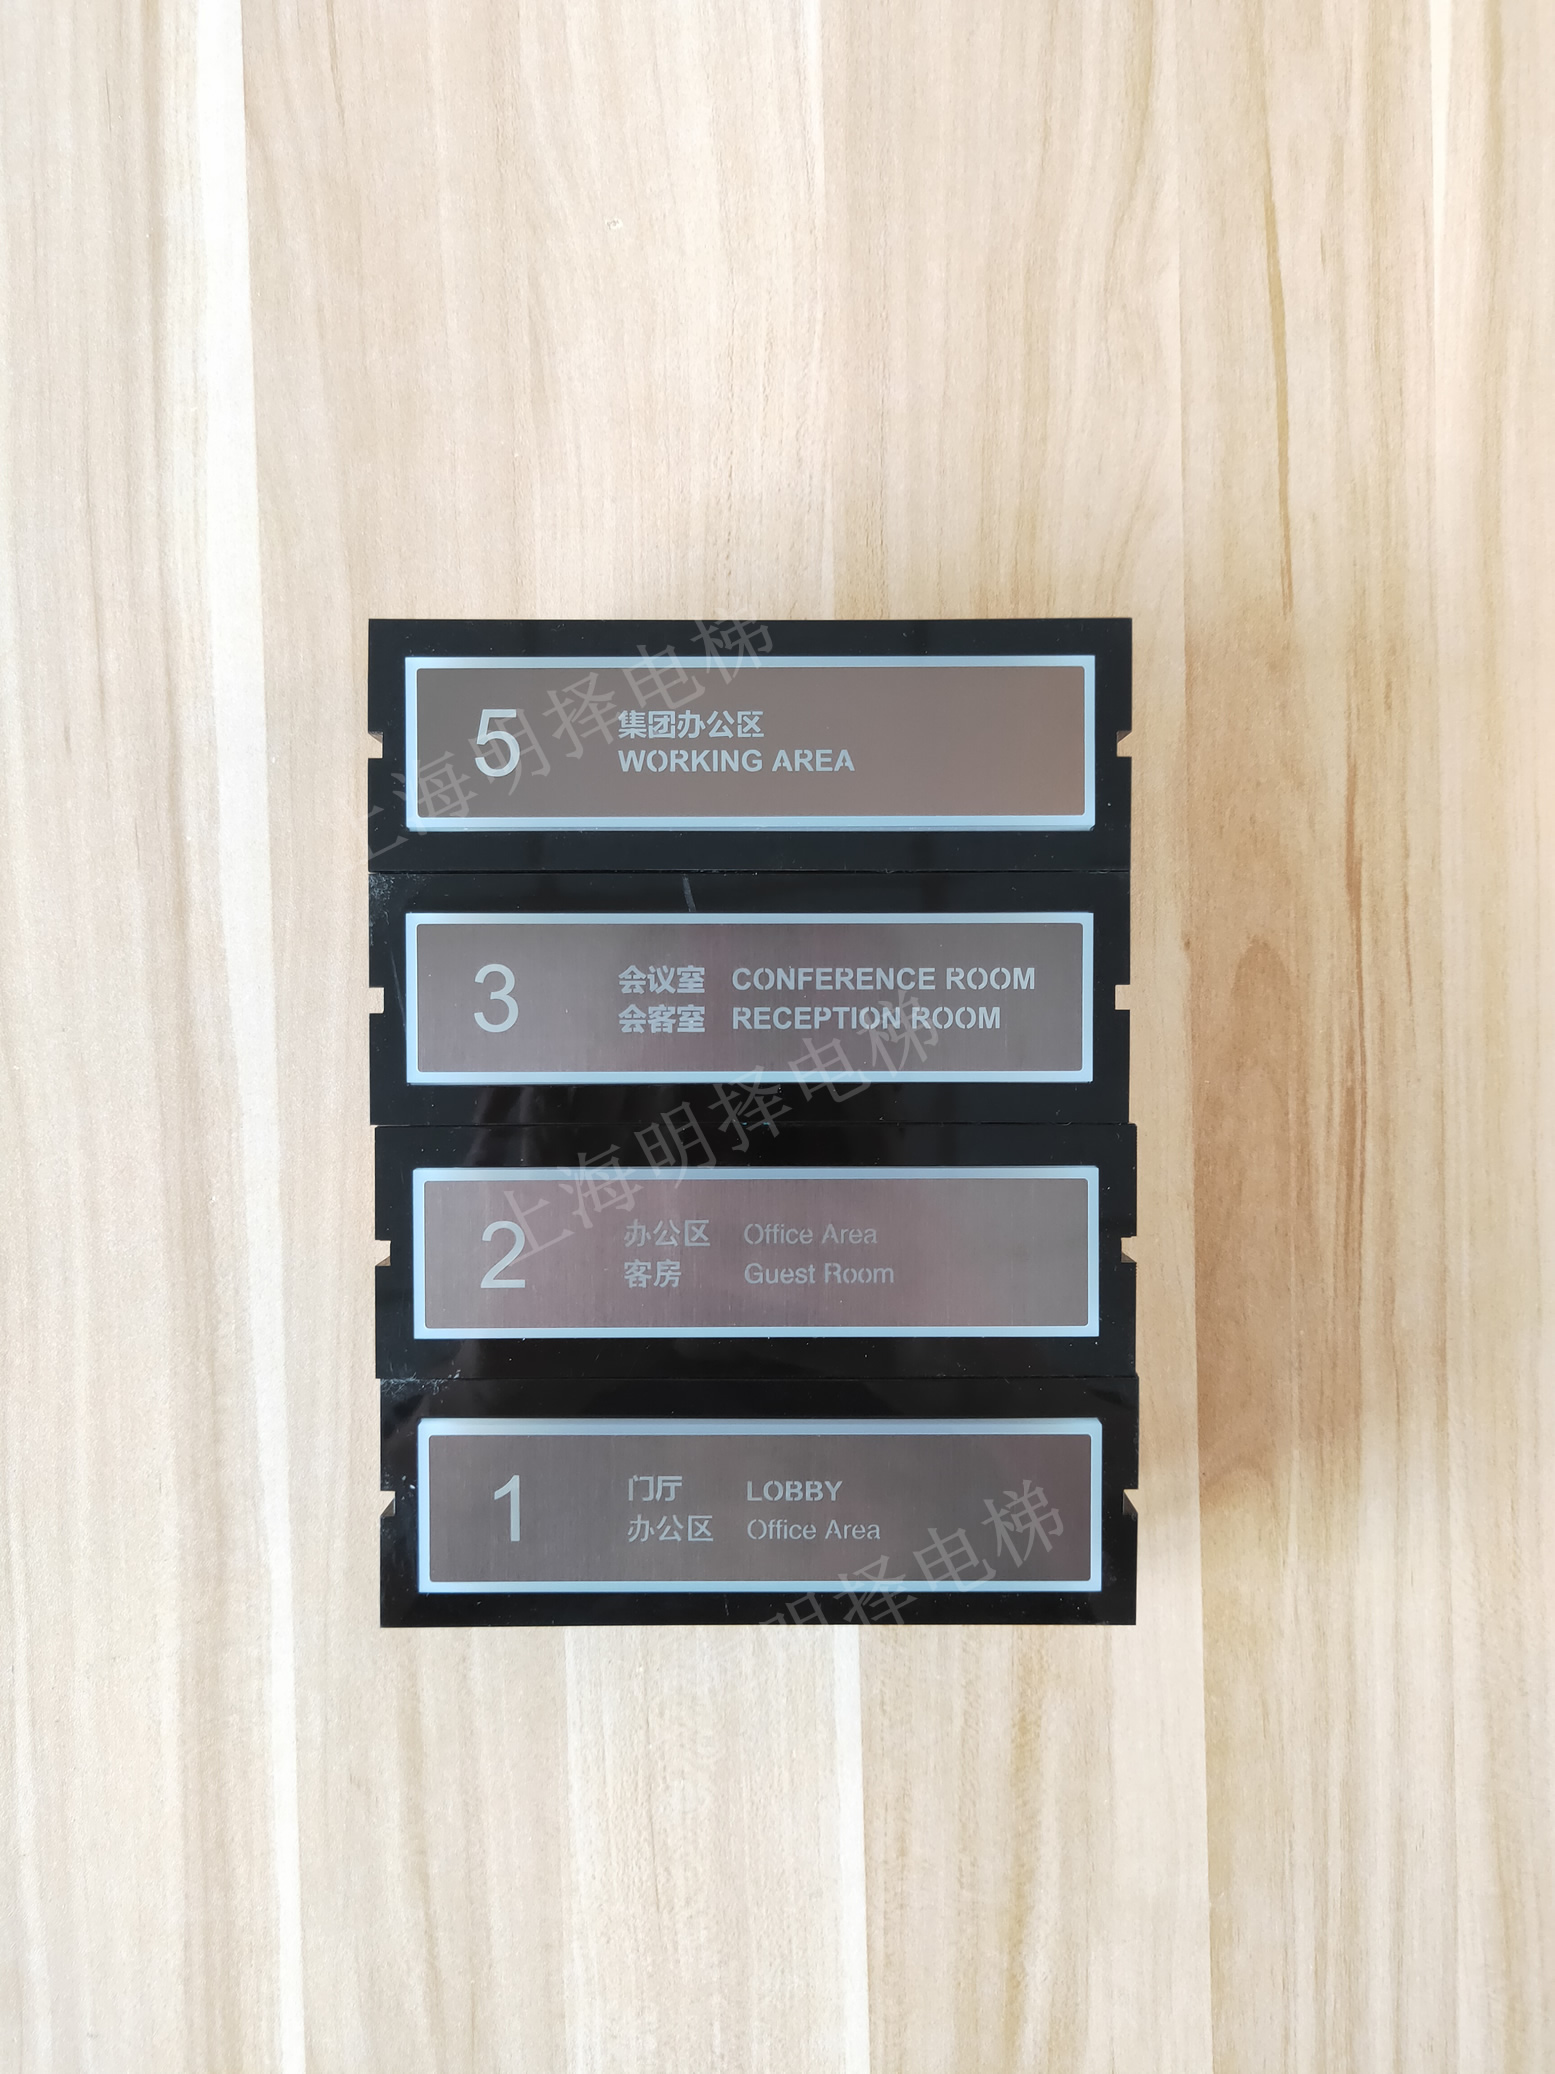 5
集团办公区
WORKING AREA
3
会议室 CONFERENCE ROOM
会客室 RECEPTION ROOM
2
办公区 Office Area
客房 Guest Room
1
门厅 LOBBY
办公区 Office Area
上海明择电梯
上海明择电梯
明择电梯